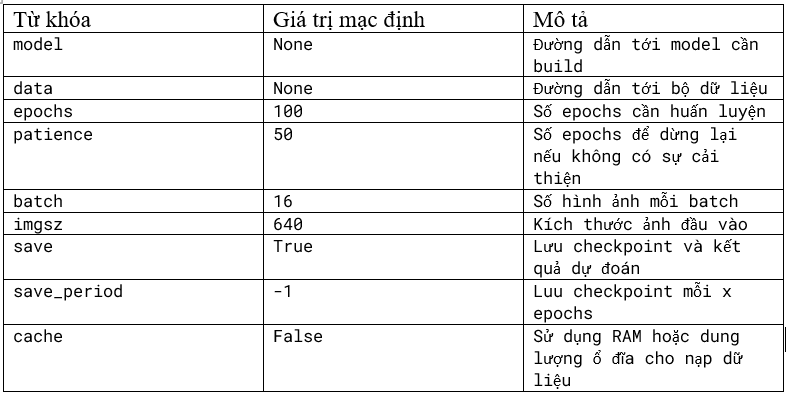 Từ khóa Giá trị mạc định Mô tả
model None Đường dẫn tới model cần
build
data None Đường dẫn tới bộ dữ liệu
epochs 100 Số epochs cần huấn luyện
patience 50 Số epochs để dừng lại
nếu không có sự cải
thiện
batch 16 Số hình ảnh mỗi batch
imgsz 640 Kích thước ảnh đầu vào
save True Lưu checkpoint và kết
quả dự đoán
save_period -1 Luu checkpoint mỗi x
epochs
cache False Sử dụng RAM hoặc dung
lượng ổ đĩa cho nạp dữ
liệu